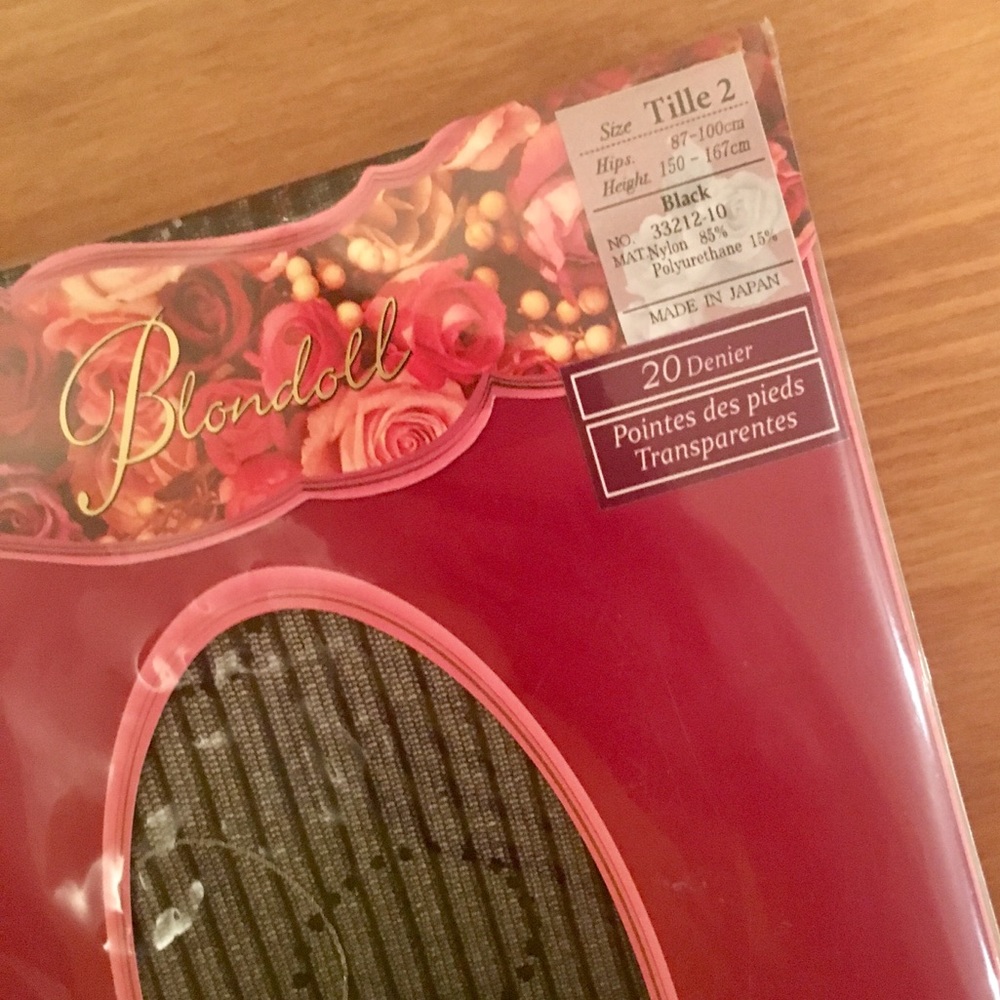 Blondoll
Size Tille 2
Hips. 87-100cm
Height. 150-167cm
Black
NO. 33212-10
MAT.Nylon 85%
Polyurethane 15%
MADE IN JAPAN
20 Denier
Pointes des pieds
Transparentes